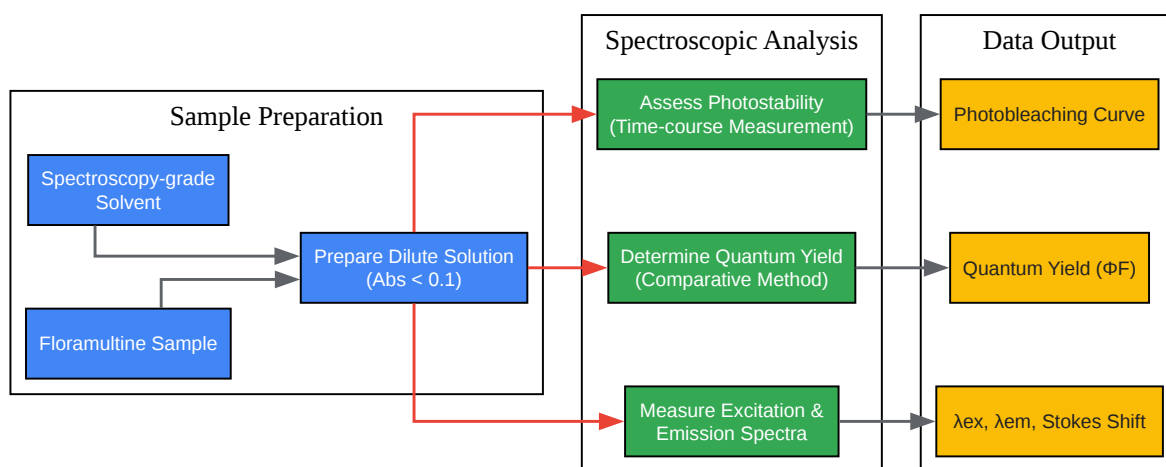 Sample Preparation
Spectroscopy-grade
Solvent
Floramultine Sample
Prepare Dilute Solution
(Abs < 0.1)
Spectroscopic Analysis
Assess Photostability
(Time-course Measurement)
Determine Quantum Yield
(Comparative Method)
Measure Excitation &
Emission Spectra
Data Output
Photobleaching Curve
Quantum Yield (ΦF)
λex, λem, Stokes Shift